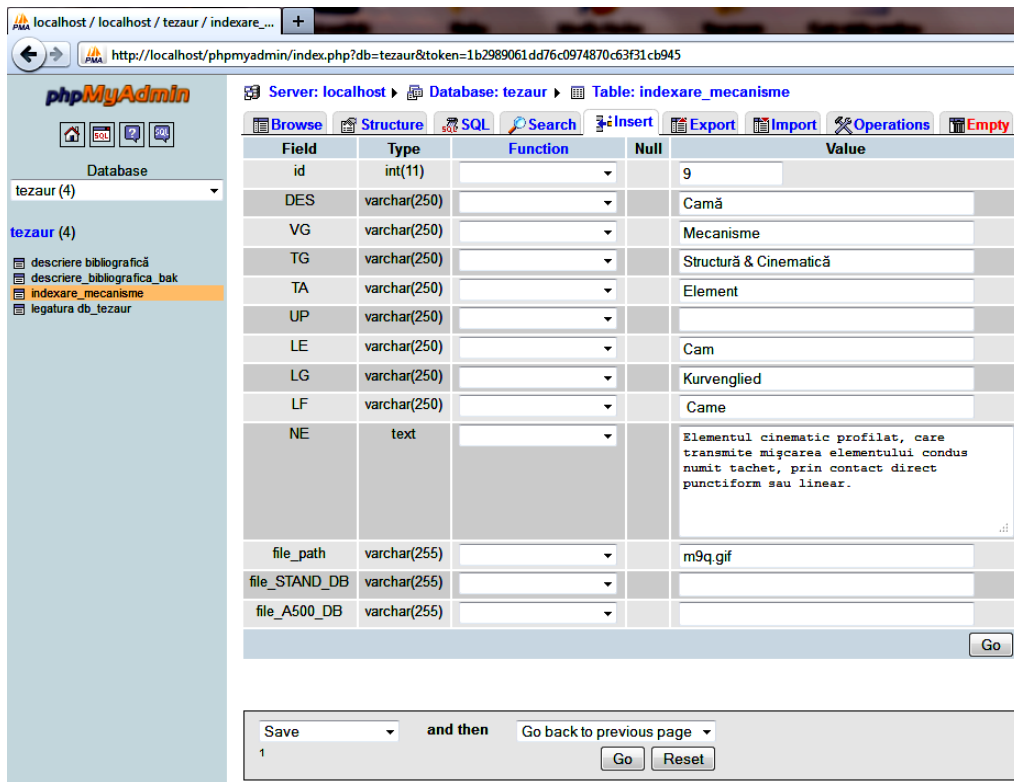 localhost / localhost / tezaur / indexare_... +
http://localhost/phpmyadmin/index.php?db=tezaur&token=1b2989061dd76c0974870c63f31cb945
phpMyAdmin
SQL ? SQL
Database
tezaur (4)
tezaur (4)
descriere bibliografică
descriere_bibliografica_bak
indexare_mecanisme
legatura db_tezaur
Server: localhost Database: tezaur Table: indexare_mecanisme
Browse Structure SQL Search Insert Export Import Operations Empty
Field Type Function Null Value
id int(11) 9
DES varchar(250) Camă
VG varchar(250) Mecanisme
TG varchar(250) Structură & Cinematică
TA varchar(250) Element
UP varchar(250)
LE varchar(250) Cam
LG varchar(250) Kurvenglied
LF varchar(250) Came
NE text Elementul cinematic profilat, care
transmite mişcarea elementului condus
numit tachet, prin contact direct
punctiform sau linear.
file_path varchar(255) m9q.gif
file_STAND_DB varchar(255)
file_A500_DB varchar(255)
Go
Save and then Go back to previous page
1
Go Reset